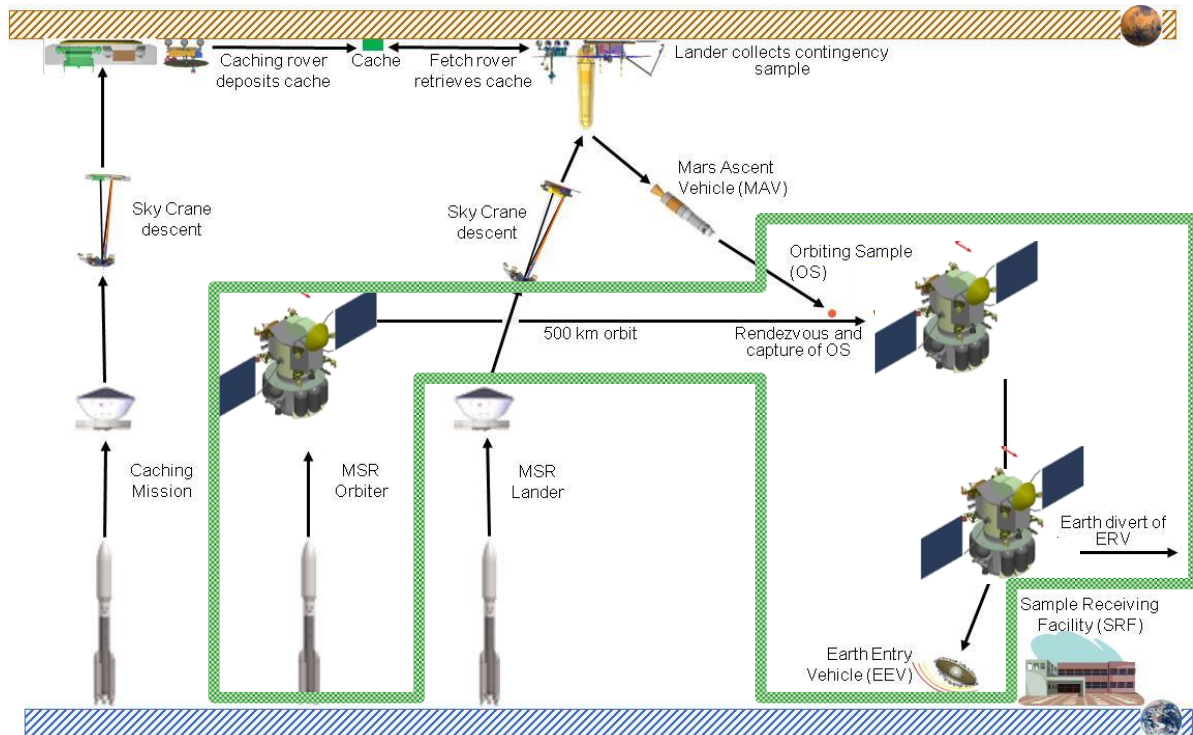 Caching rover
deposits cache
Cache
Fetch rover
retrieves cache
Lander collects contingency
sample
Mars Ascent
Vehicle (MAV)
Sky Crane
descent
Sky Crane
descent
Orbiting Sample
(OS)
500 km orbit
Rendezvous and
capture of OS
Caching
Mission
MSR
Orbiter
MSR
Lander
Earth divert of
ERV
Sample Receiving
Facility (SRF)
Earth Entry
Vehicle (EEV)